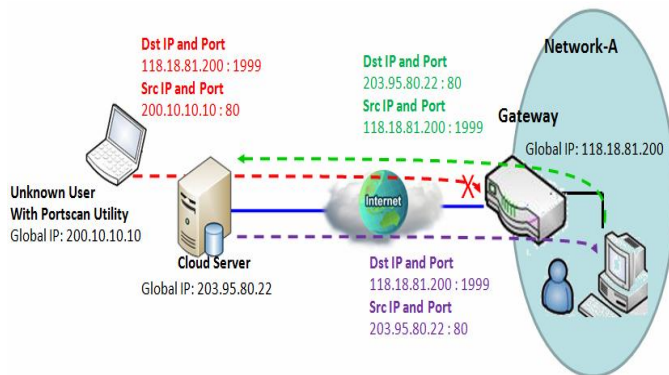 Dst IP and Port
118.18.81.200 : 1999
Src IP and Port
200.10.10.10 : 80
Dst IP and Port
203.95.80.22 : 80
Src IP and Port
118.18.81.200 : 1999
Network-A
Gateway
Global IP: 118.18.81.200
Unknown User
With Portscan Utility
Global IP: 200.10.10.10
Internet
Cloud Server
Global IP: 203.95.80.22
Dst IP and Port
118.18.81.200 : 1999
Src IP and Port
203.95.80.22 : 80